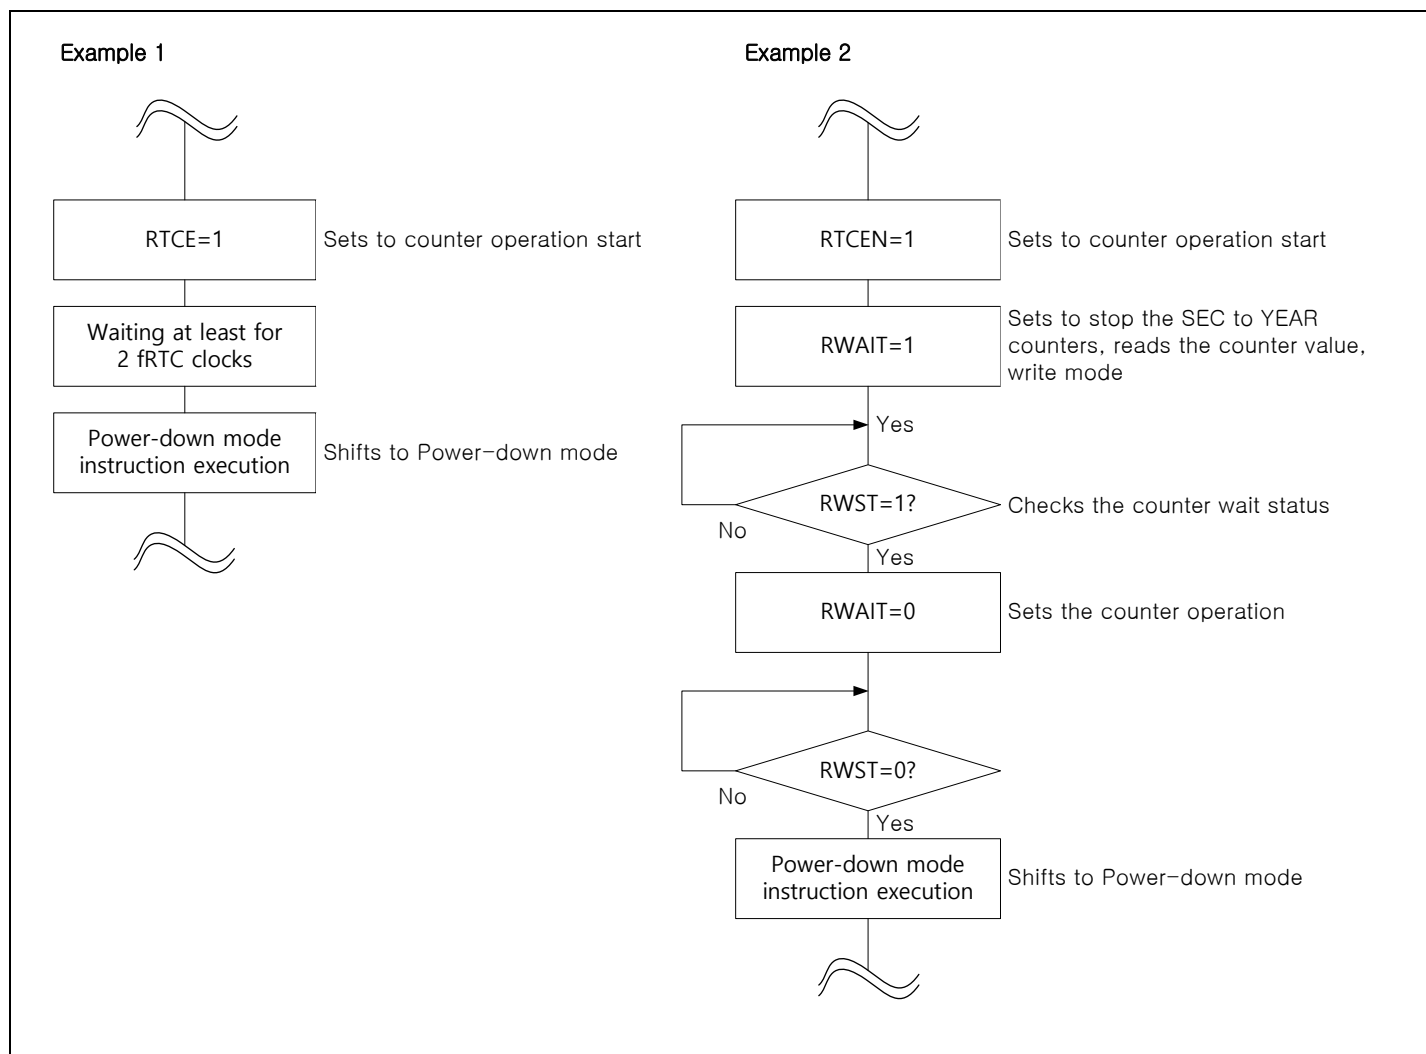 Example 1
RTCE=1
Sets to counter operation start
Waiting at least for
2 fRTC clocks
Power-down mode
instruction execution
Shifts to Power-down mode
Example 2
RTCEN=1
Sets to counter operation start
RWAIT=1
Sets to stop the SEC to YEAR
counters, reads the counter value,
write mode
Yes
RWST=1?
Checks the counter wait status
No
Yes
RWAIT=0
Sets the counter operation
RWST=0?
No
Yes
Power-down mode
instruction execution
Shifts to Power-down mode